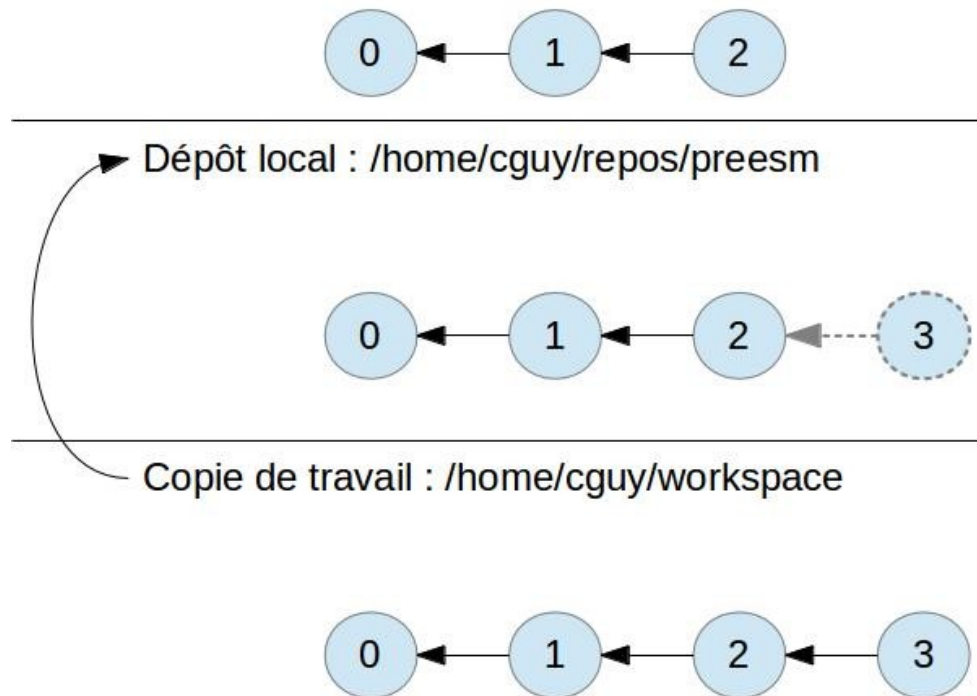 0 1 2
Dépôt local : /home/cguy/repos/preesm
0 1 2 3
Copie de travail : /home/cguy/workspace
0 1 2 3